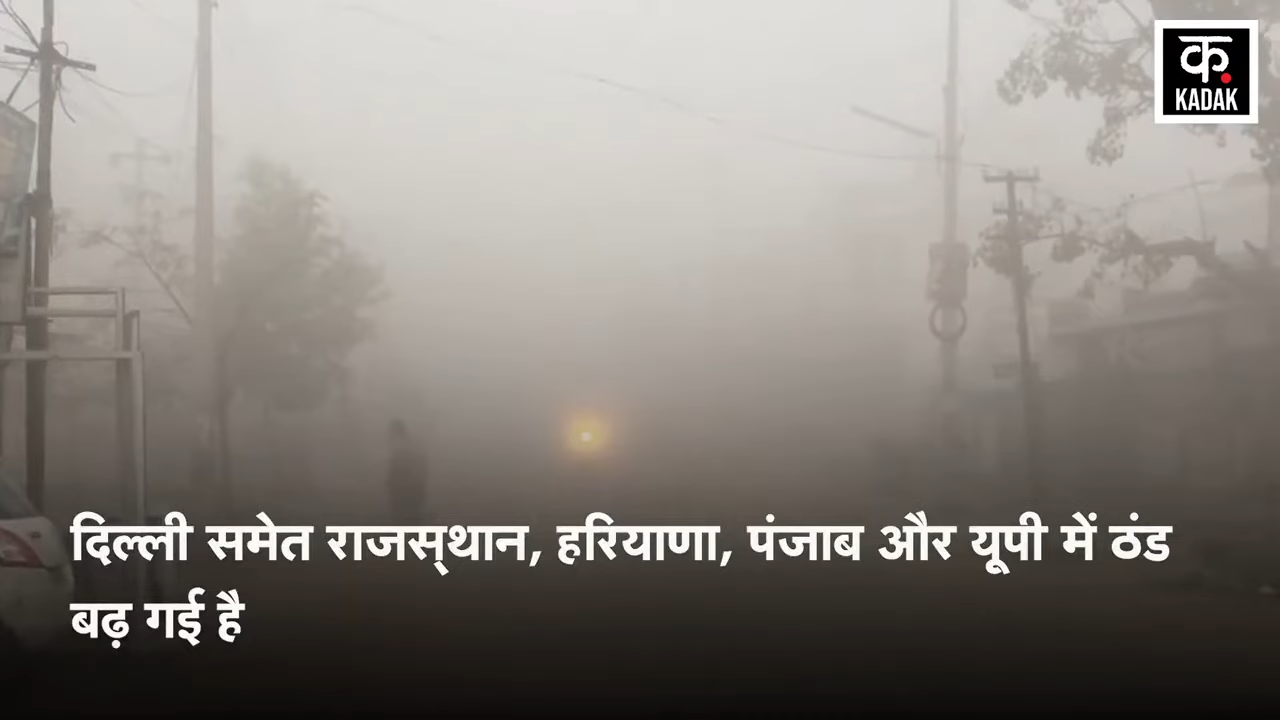 क.
KADAK
दिल्ली समेत राजस्थान, हरियाणा, पंजाब और यूपी में ठंड
बढ़ गई है